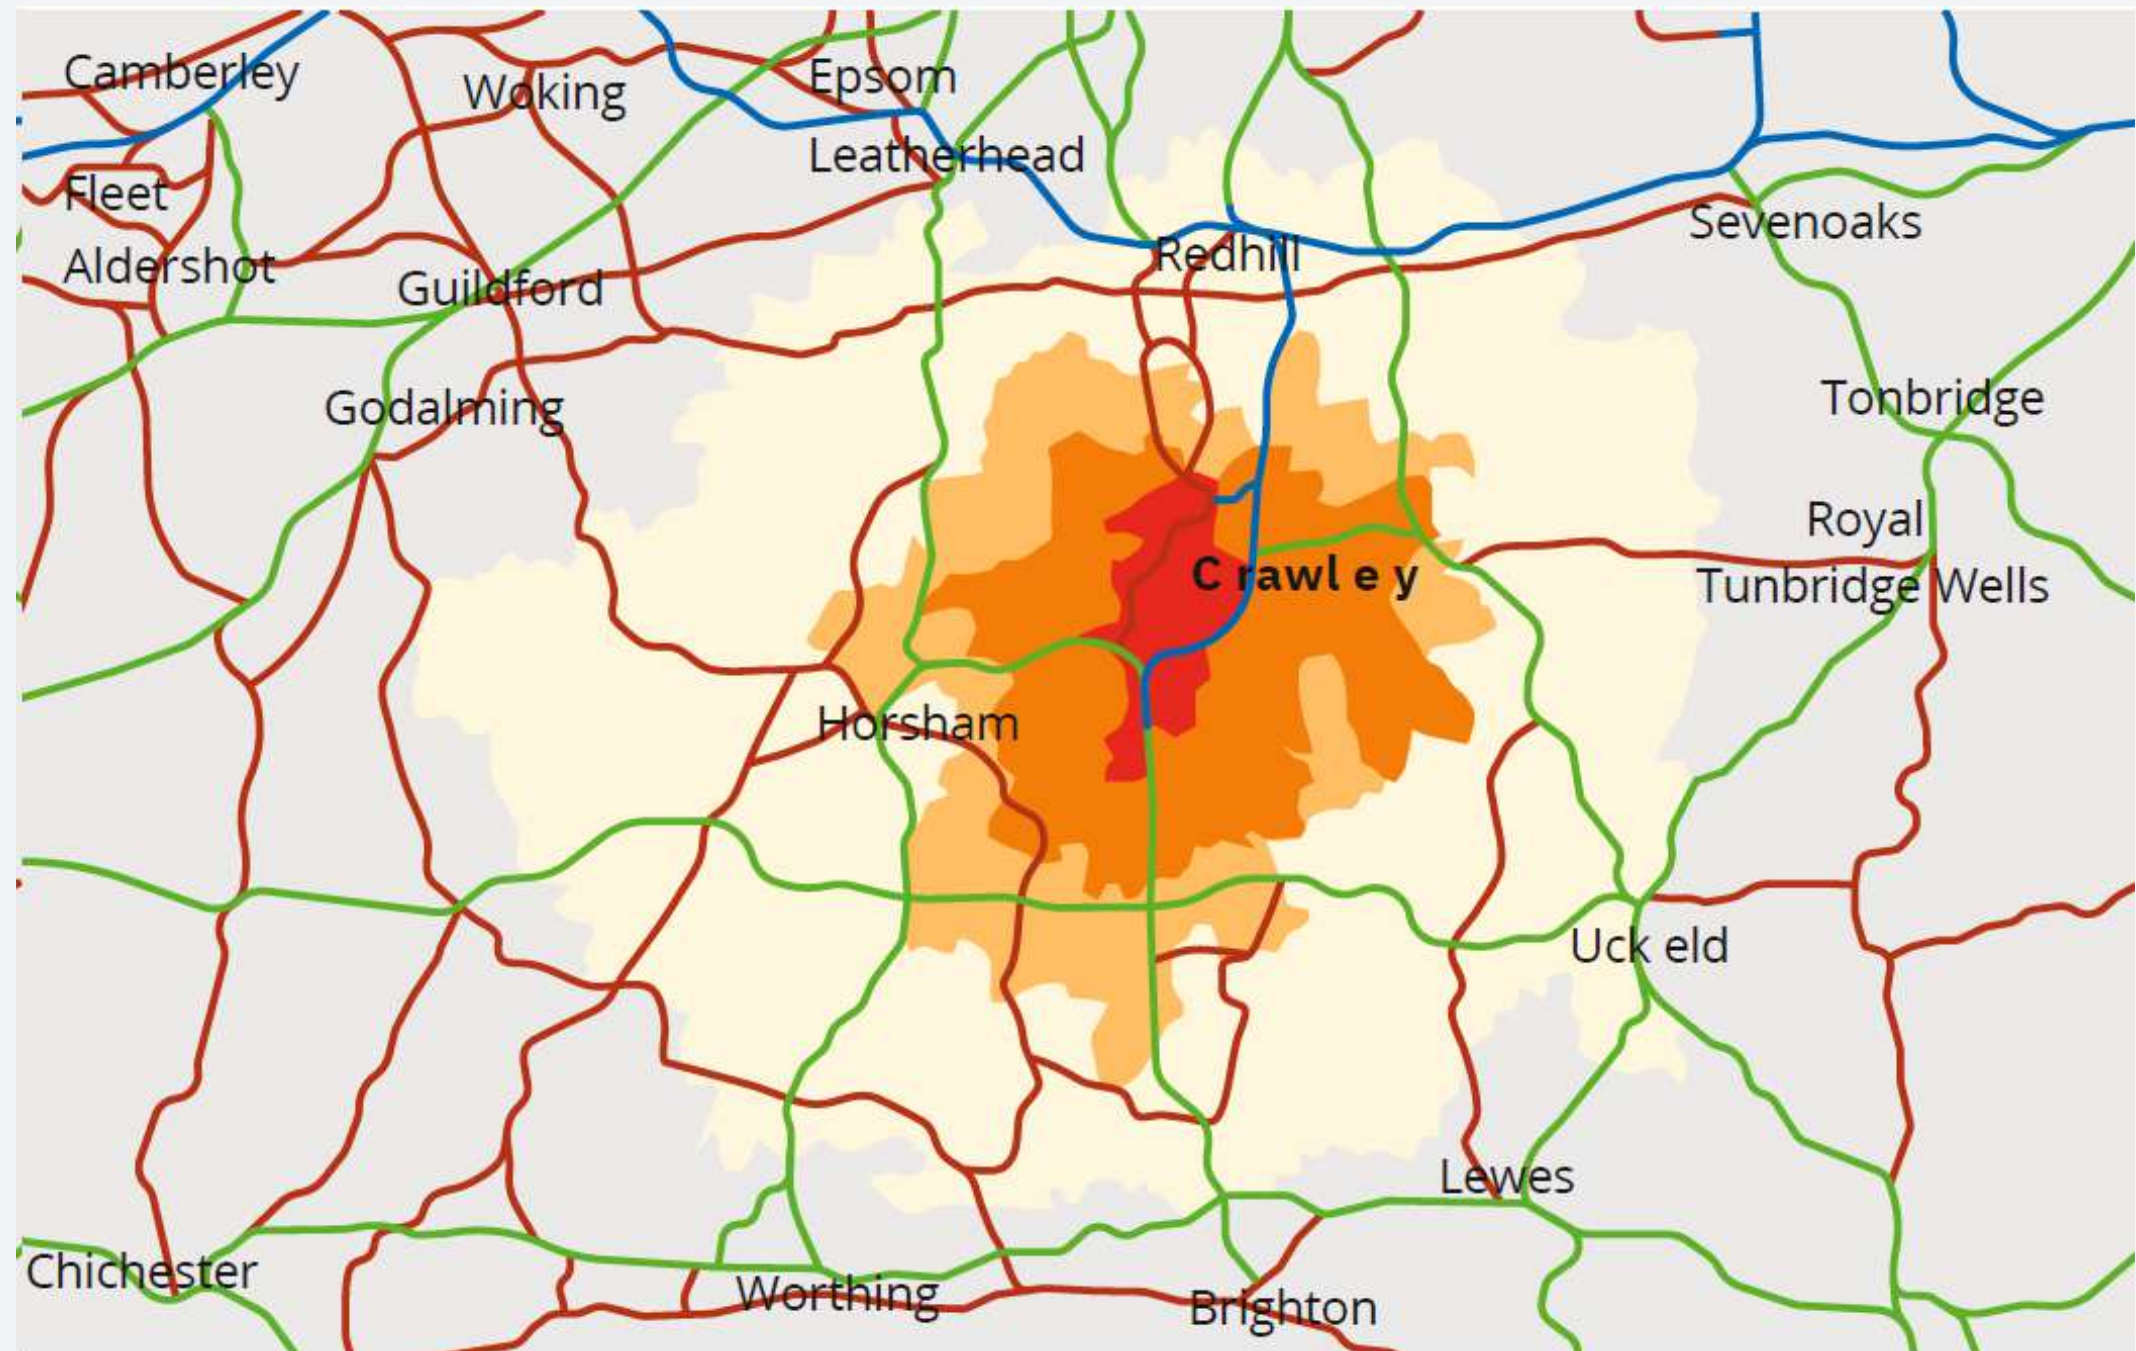 Camberley
Woking
Epsom
Leatherhead
Fleet
Sevenoaks
Redhill
Aldershot
Guildford
Godalming
Tonbridge
Royal
Tunbridge Wells
C rawl e y
Horsham
Uck eld
Lewes
Chichester
Worthing
Brighton